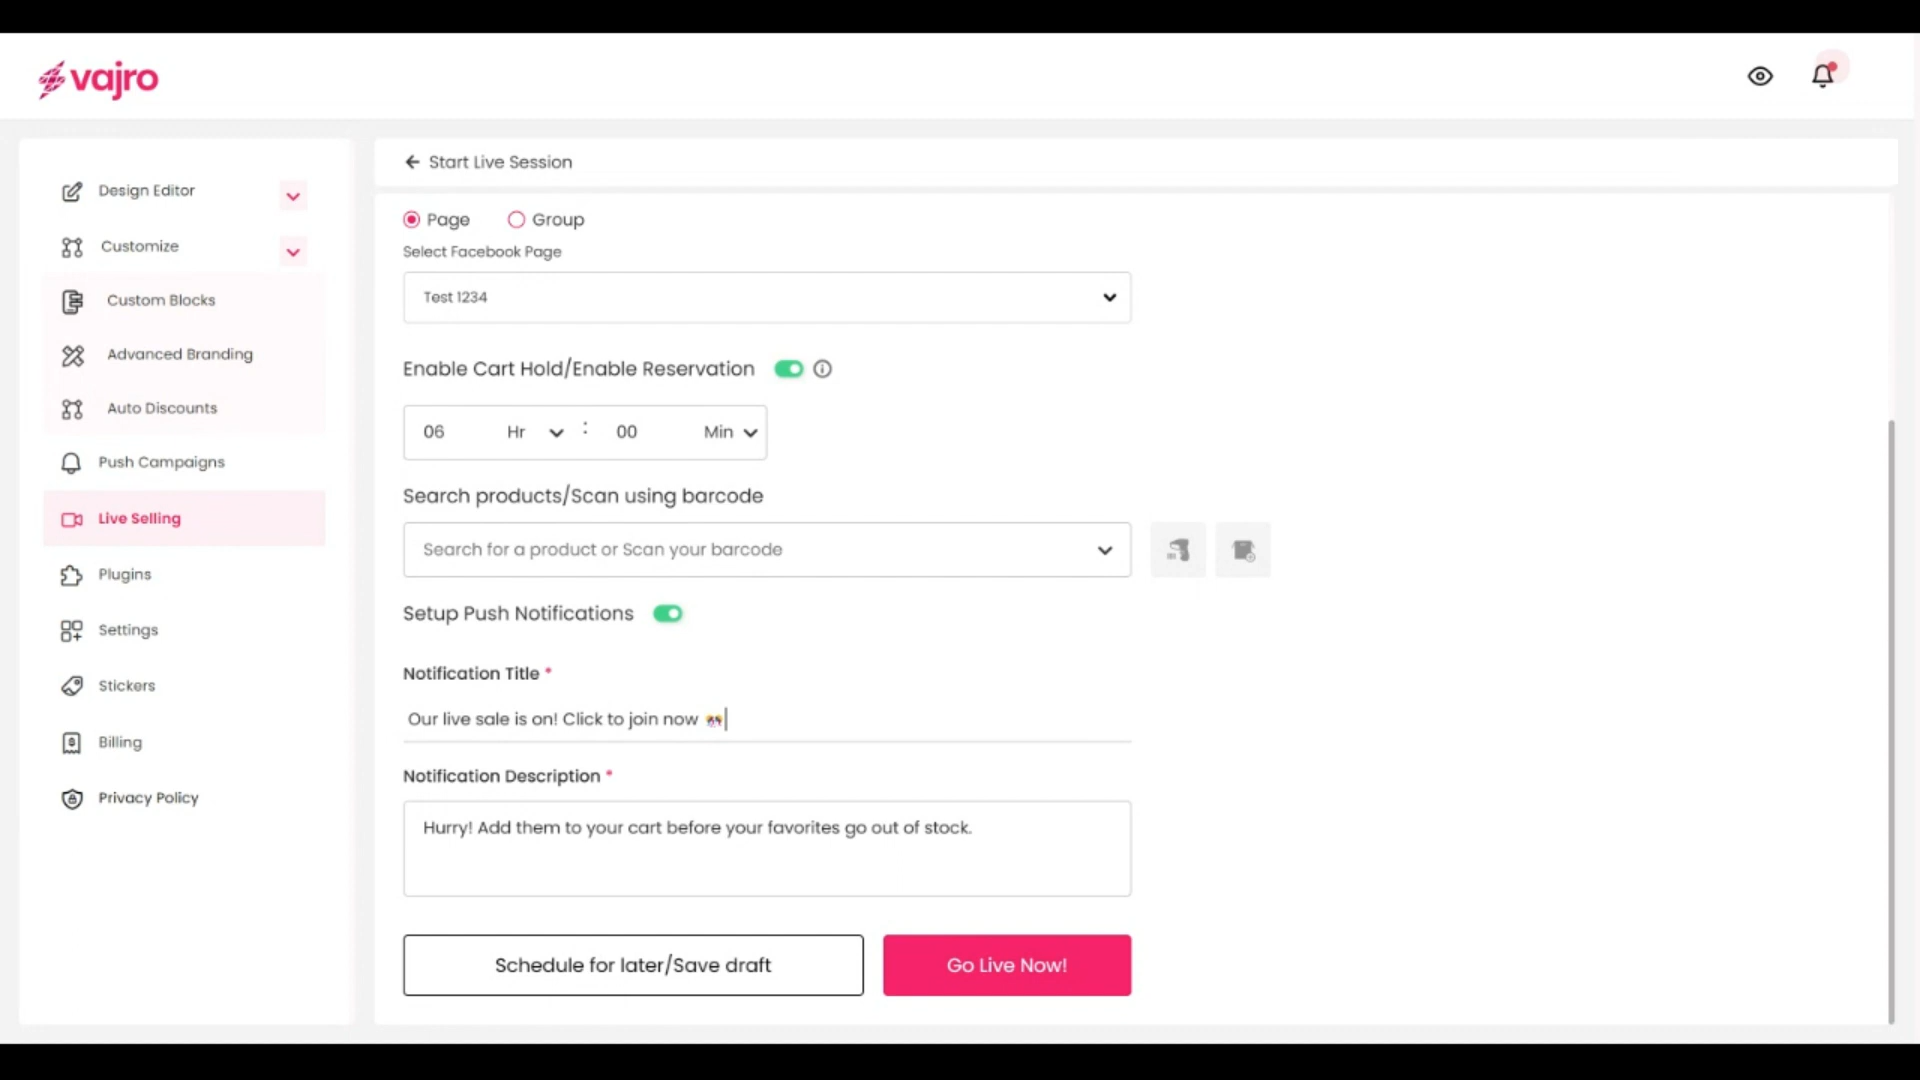 vajro
Start Live Session
Design Editor
Customize
Custom Blocks
Advanced Branding
Auto Discounts
Push Campaigns
Live Selling
Plugins
Settings
Stickers
Billing
Privacy Policy
Page Group
Select Facebook Page
Test 1234
Enable Cart Hold/Enable Reservation
06 Hr : 00 Min
Search products/Scan using barcode
Search for a product or Scan your barcode
Setup Push Notifications
Notification Title *
Our live sale is on! Click to join now
Notification Description *
Hurry! Add them to your cart before your favorites go out of stock.
Schedule for later/Save draft
Go Live Now!